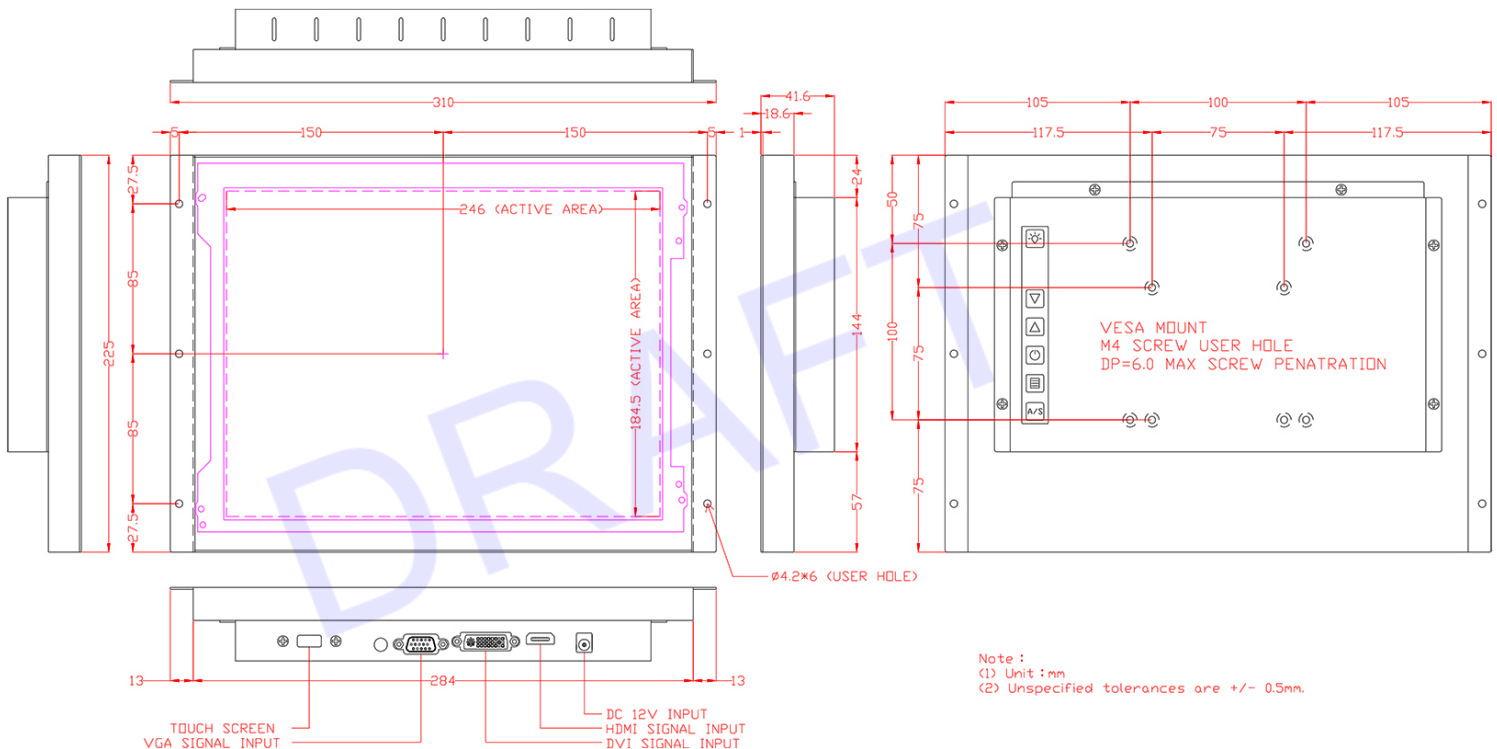 310
41.6
18.6
105
100
105
5
150
150
5
1
117.5
75
117.5
27.5
24
50
75
246 (ACTIVE AREA)
85
184.5 (ACTIVE AREA)
225
144
100
75
VESA MOUNT
M4 SCREW USER HOLE
DP=6.0 MAX SCREW PENATRATION
A/S
85
75
57
27.5
Ø4.2*6 (USER HOLE)
DRAFT
13
284
13
TOUCH SCREEN
VGA SIGNAL INPUT
DC 12V INPUT
HDMI SIGNAL INPUT
DVI SIGNAL INPUT
Note :
(1) Unit : mm
(2) Unspecified tolerances are +/- 0.5mm.